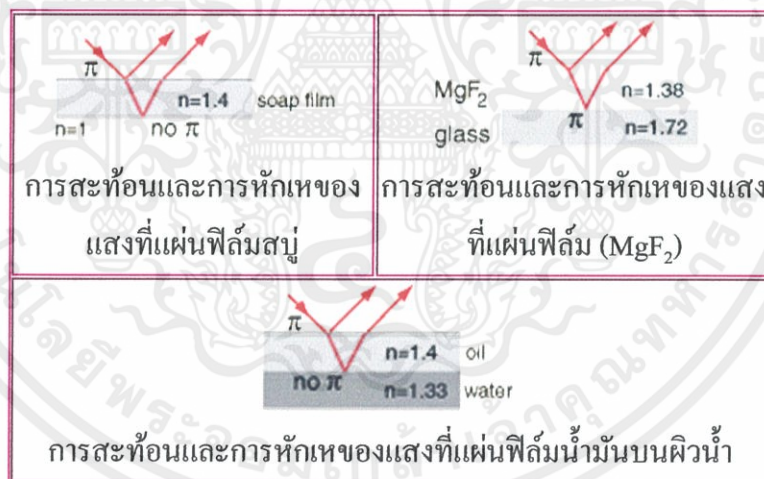 π
n=1.4 soap film
n=1 no π
การสะท้อนและการหักเหของ
แสงที่แผ่นฟิล์มสบู่
π
MgF₂ n=1.38
glass π n=1.72
การสะท้อนและการหักเหของแสง
ที่แผ่นฟิล์ม (MgF₂)
π
n=1.4 oil
no π n=1.33 water
การสะท้อนและการหักเหของแสงที่แผ่นฟิล์มน้ำมันบนผิวน้ำ